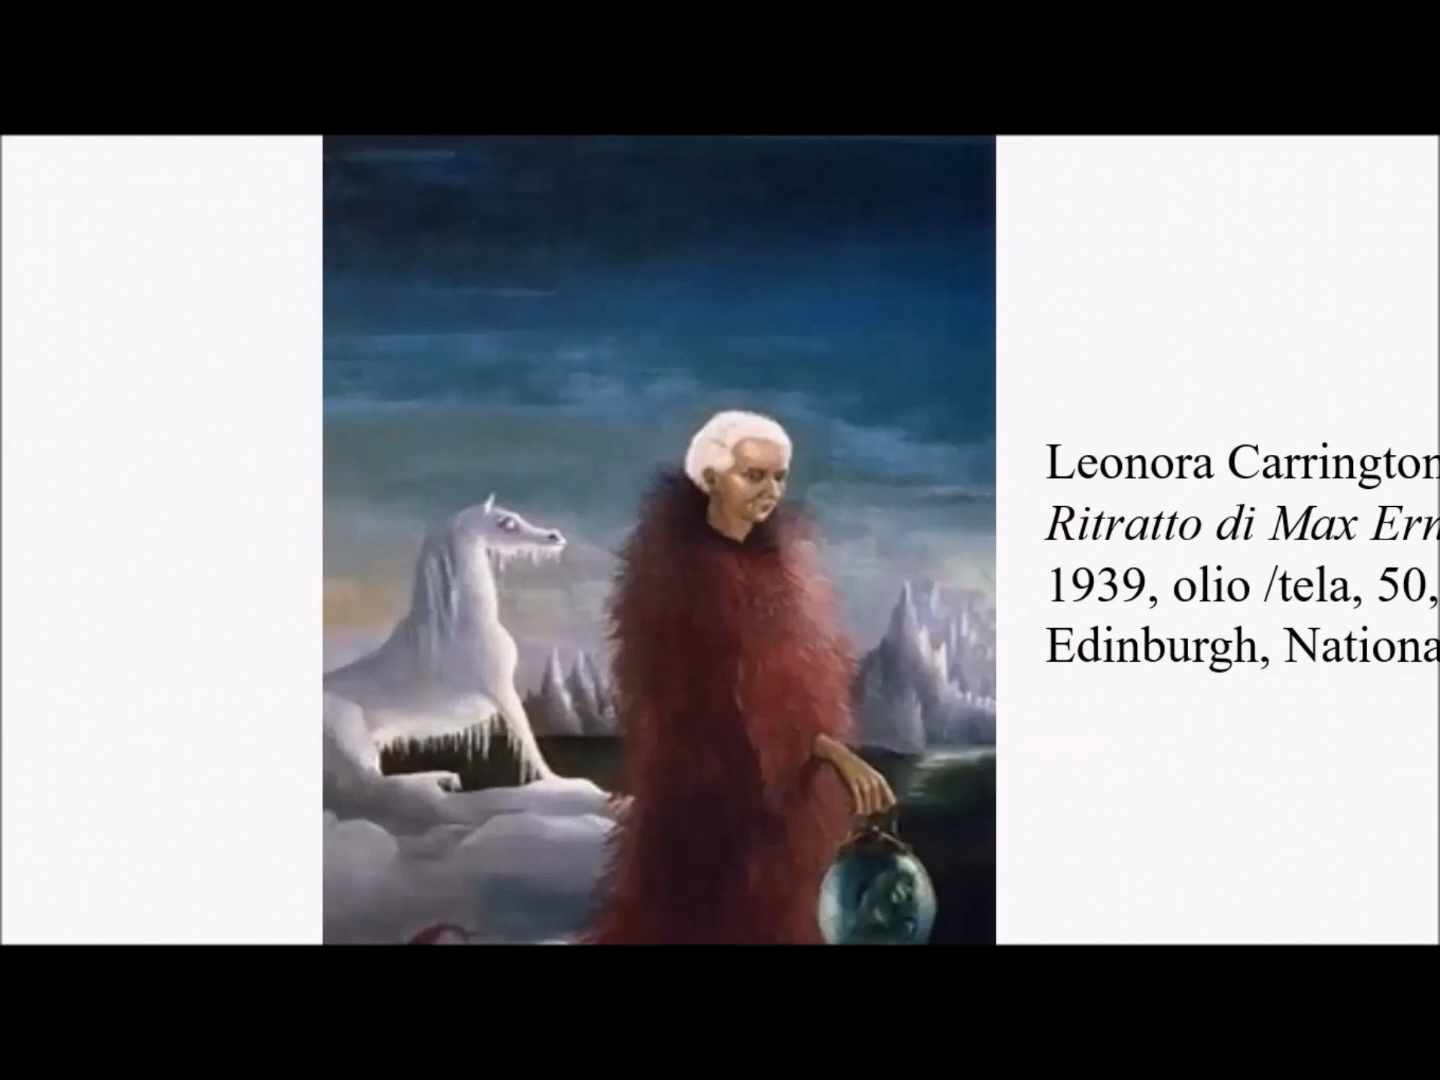 Leonora Carrington
Ritratto di Max Ern
1939, olio /tela, 50,
Edinburgh, Nationa